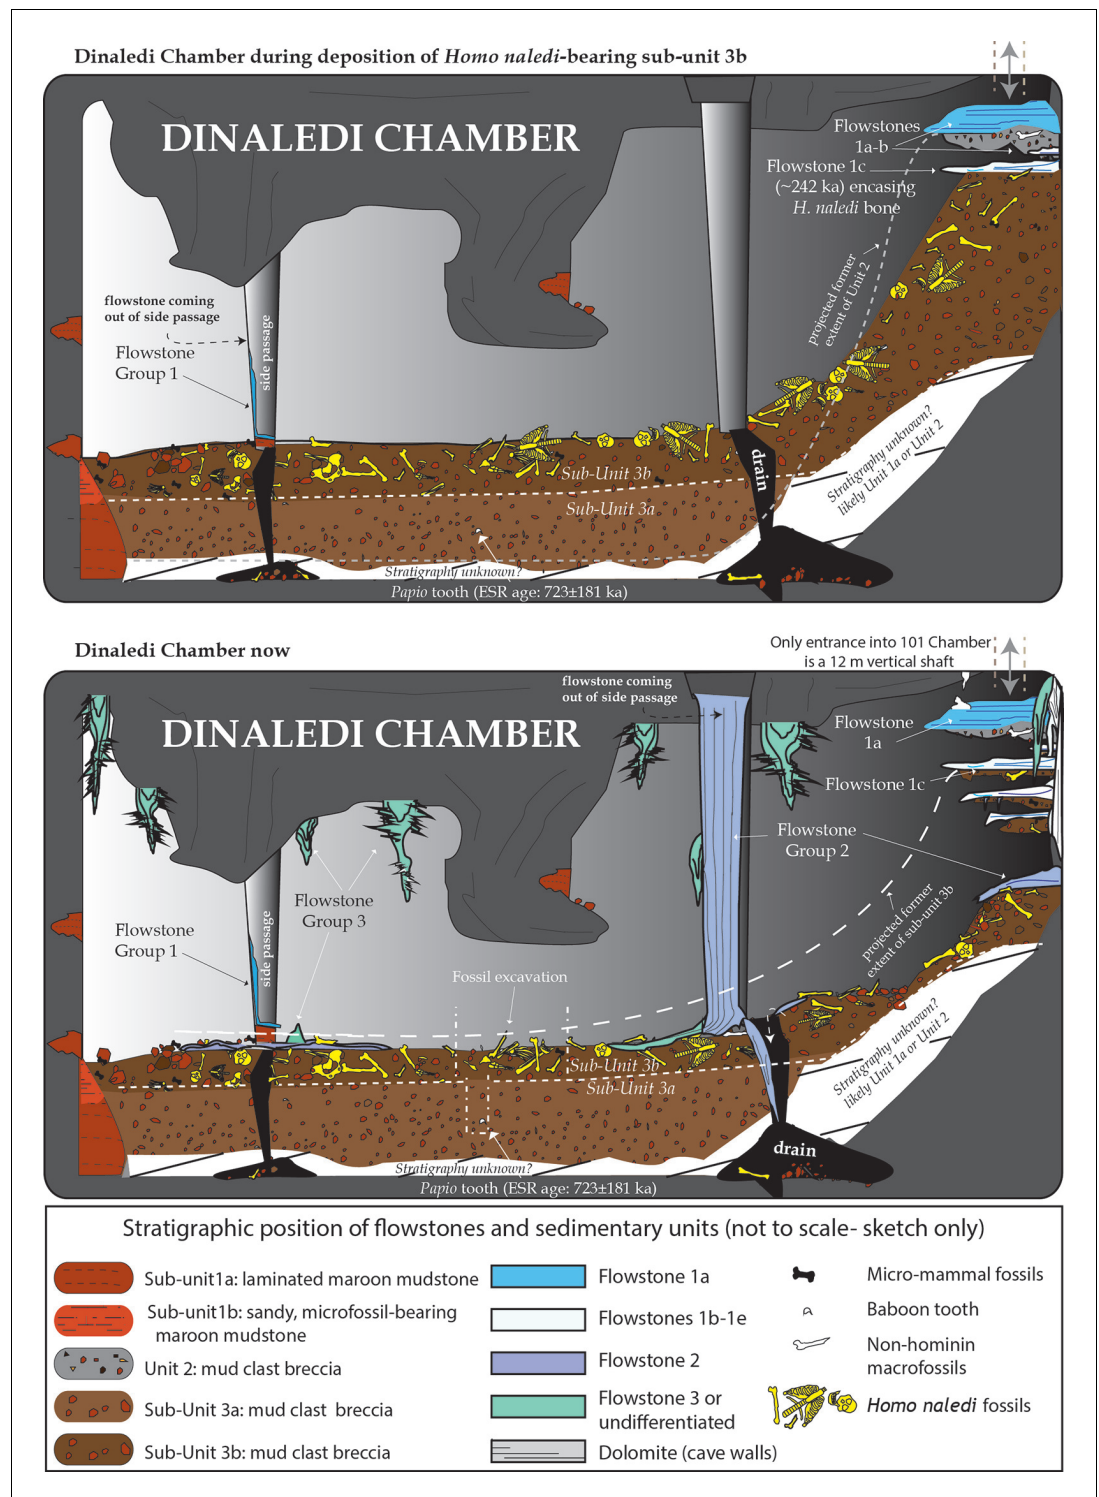 Dinaledi Chamber during deposition of Homo naledi-bearing sub-unit 3b
DINALEDI CHAMBER
Flowstones
1a-b
Flowstone 1c
(~242 ka) encasing
H. naledi bone
projected former
extent of Unit 2
flowstone coming
out of side passage
Flowstone
Group 1
side passage
drain
Sub-Unit 3b
Sub-Unit 3a
Stratigraphy unknown?
likely Unit 1a or Unit 2
Stratigraphy unknown?
Papio tooth (ESR age: 723±181 ka)
Dinaledi Chamber now
Only entrance into 101 Chamber
is a 12 m vertical shaft
flowstone coming
out of side passage
DINALEDI CHAMBER
Flowstone
1a
Flowstone 1c
Flowstone
Group 2
Flowstone
Group 3
Flowstone
Group 1
side passage
projected former
extent of sub-unit 3b
Fossil excavation
Sub-Unit 3b
Sub-Unit 3a
Stratigraphy unknown?
likely Unit 1a or Unit 2
drain
Stratigraphy unknown?
Papio tooth (ESR age: 723±181 ka)
Stratigraphic position of flowstones and sedimentary units (not to scale- sketch only)
Sub-unit1a: laminated maroon mudstone
Sub-unit1b: sandy, microfossil-bearing
maroon mudstone
Unit 2: mud clast breccia
Sub-Unit 3a: mud clast breccia
Sub-Unit 3b: mud clast breccia
Flowstone 1a
Flowstones 1b-1e
Flowstone 2
Flowstone 3 or
undifferentiated
Dolomite (cave walls)
Micro-mammal fossils
Baboon tooth
Non-hominin
macrofossils
Homo naledi fossils